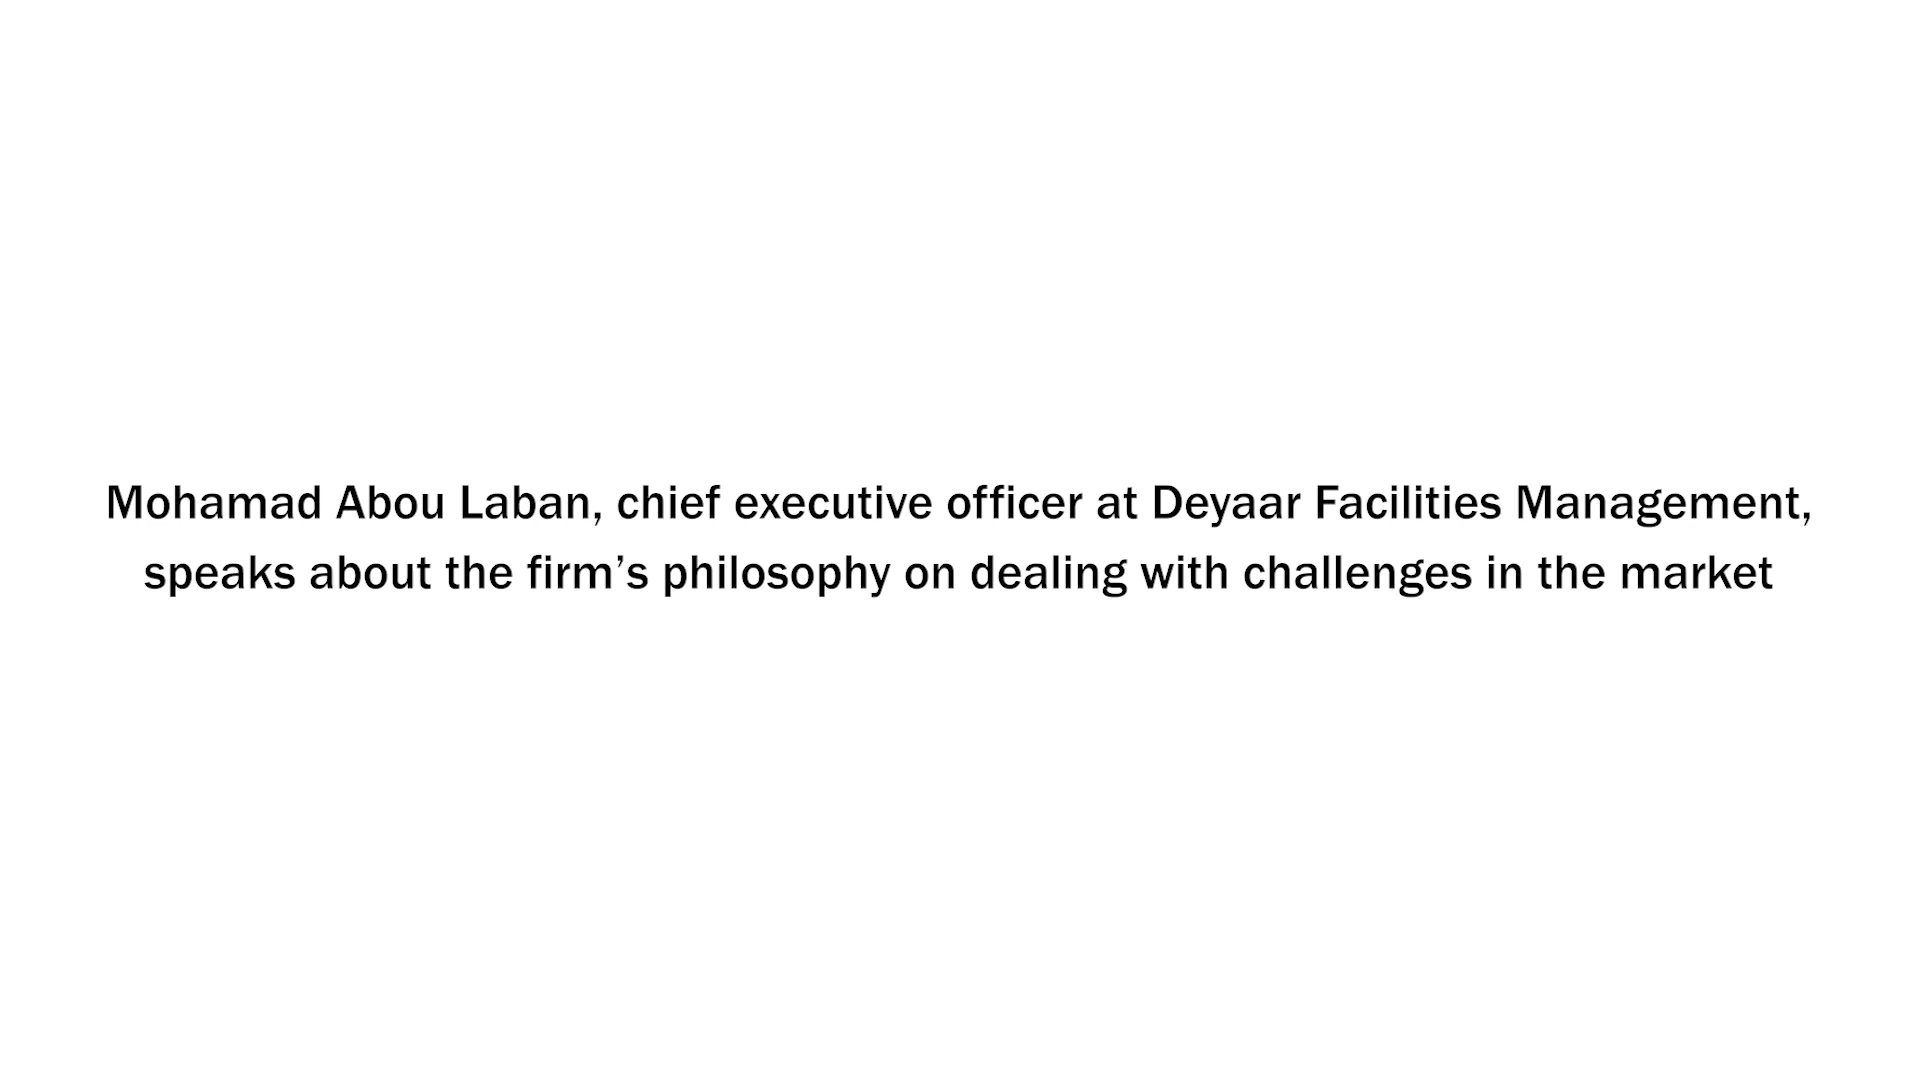 Mohamad Abou Laban, chief executive officer at Deyaar Facilities Management,
speaks about the firm’s philosophy on dealing with challenges in the market